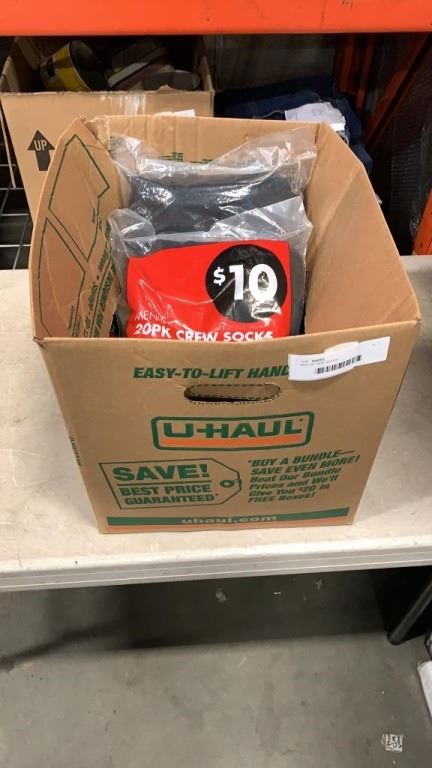 UP
$10
MEN'S
20PK CREW SOCKS
EASY-TO-LIFT HAND
U-HAUL
SAVE!
BEST PRICE
GUARANTEED*
"BUY A BUNDLE—
SAVE EVEN MORE!
Beat Our Bundle
Prices and We'll
Give You $20 in
FREE Boxes!
uhaul.com